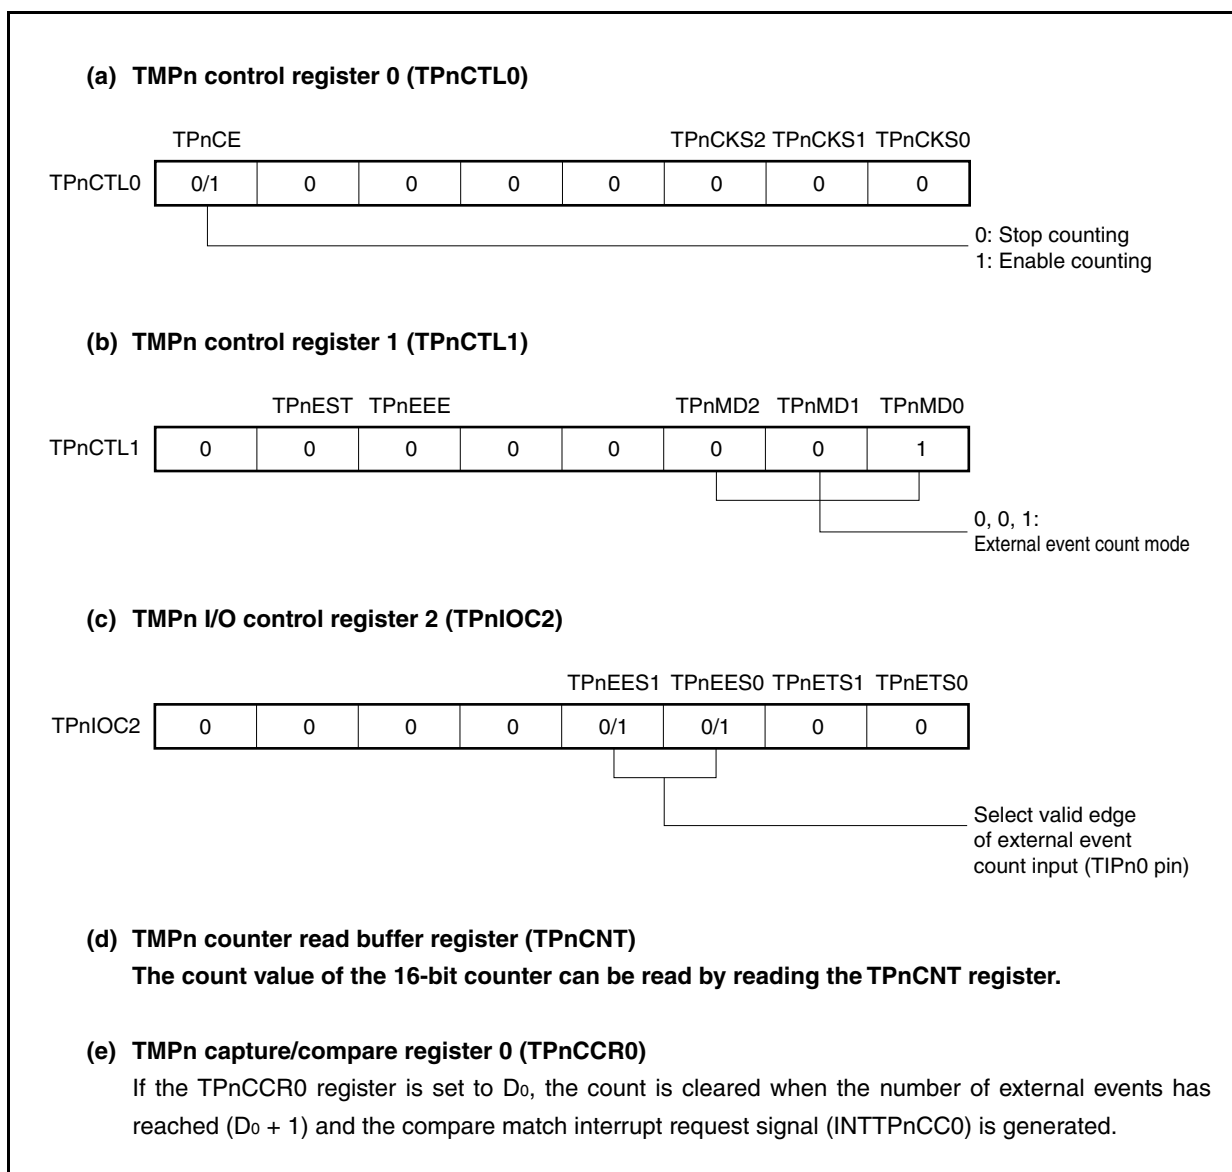 (a) TMPn control register 0 (TPnCTL0)
TPnCE TPnCKS2 TPnCKS1 TPnCKS0
TPnCTL0 0/1 0 0 0 0 0 0 0
0: Stop counting
1: Enable counting
(b) TMPn control register 1 (TPnCTL1)
TPnEST TPnEEE TPnMD2 TPnMD1 TPnMD0
TPnCTL1 0 0 0 0 0 0 0 1
0, 0, 1:
External event count mode
(c) TMPn I/O control register 2 (TPnIOC2)
TPnEES1 TPnEES0 TPnETS1 TPnETS0
TPnIOC2 0 0 0 0 0/1 0/1 0 0
Select valid edge
of external event
count input (TIPn0 pin)
(d) TMPn counter read buffer register (TPnCNT)
The count value of the 16-bit counter can be read by reading the TPnCNT register.
(e) TMPn capture/compare register 0 (TPnCCR0)
If the TPnCCR0 register is set to D0, the count is cleared when the number of external events has
reached (D0 + 1) and the compare match interrupt request signal (INTTPnCC0) is generated.